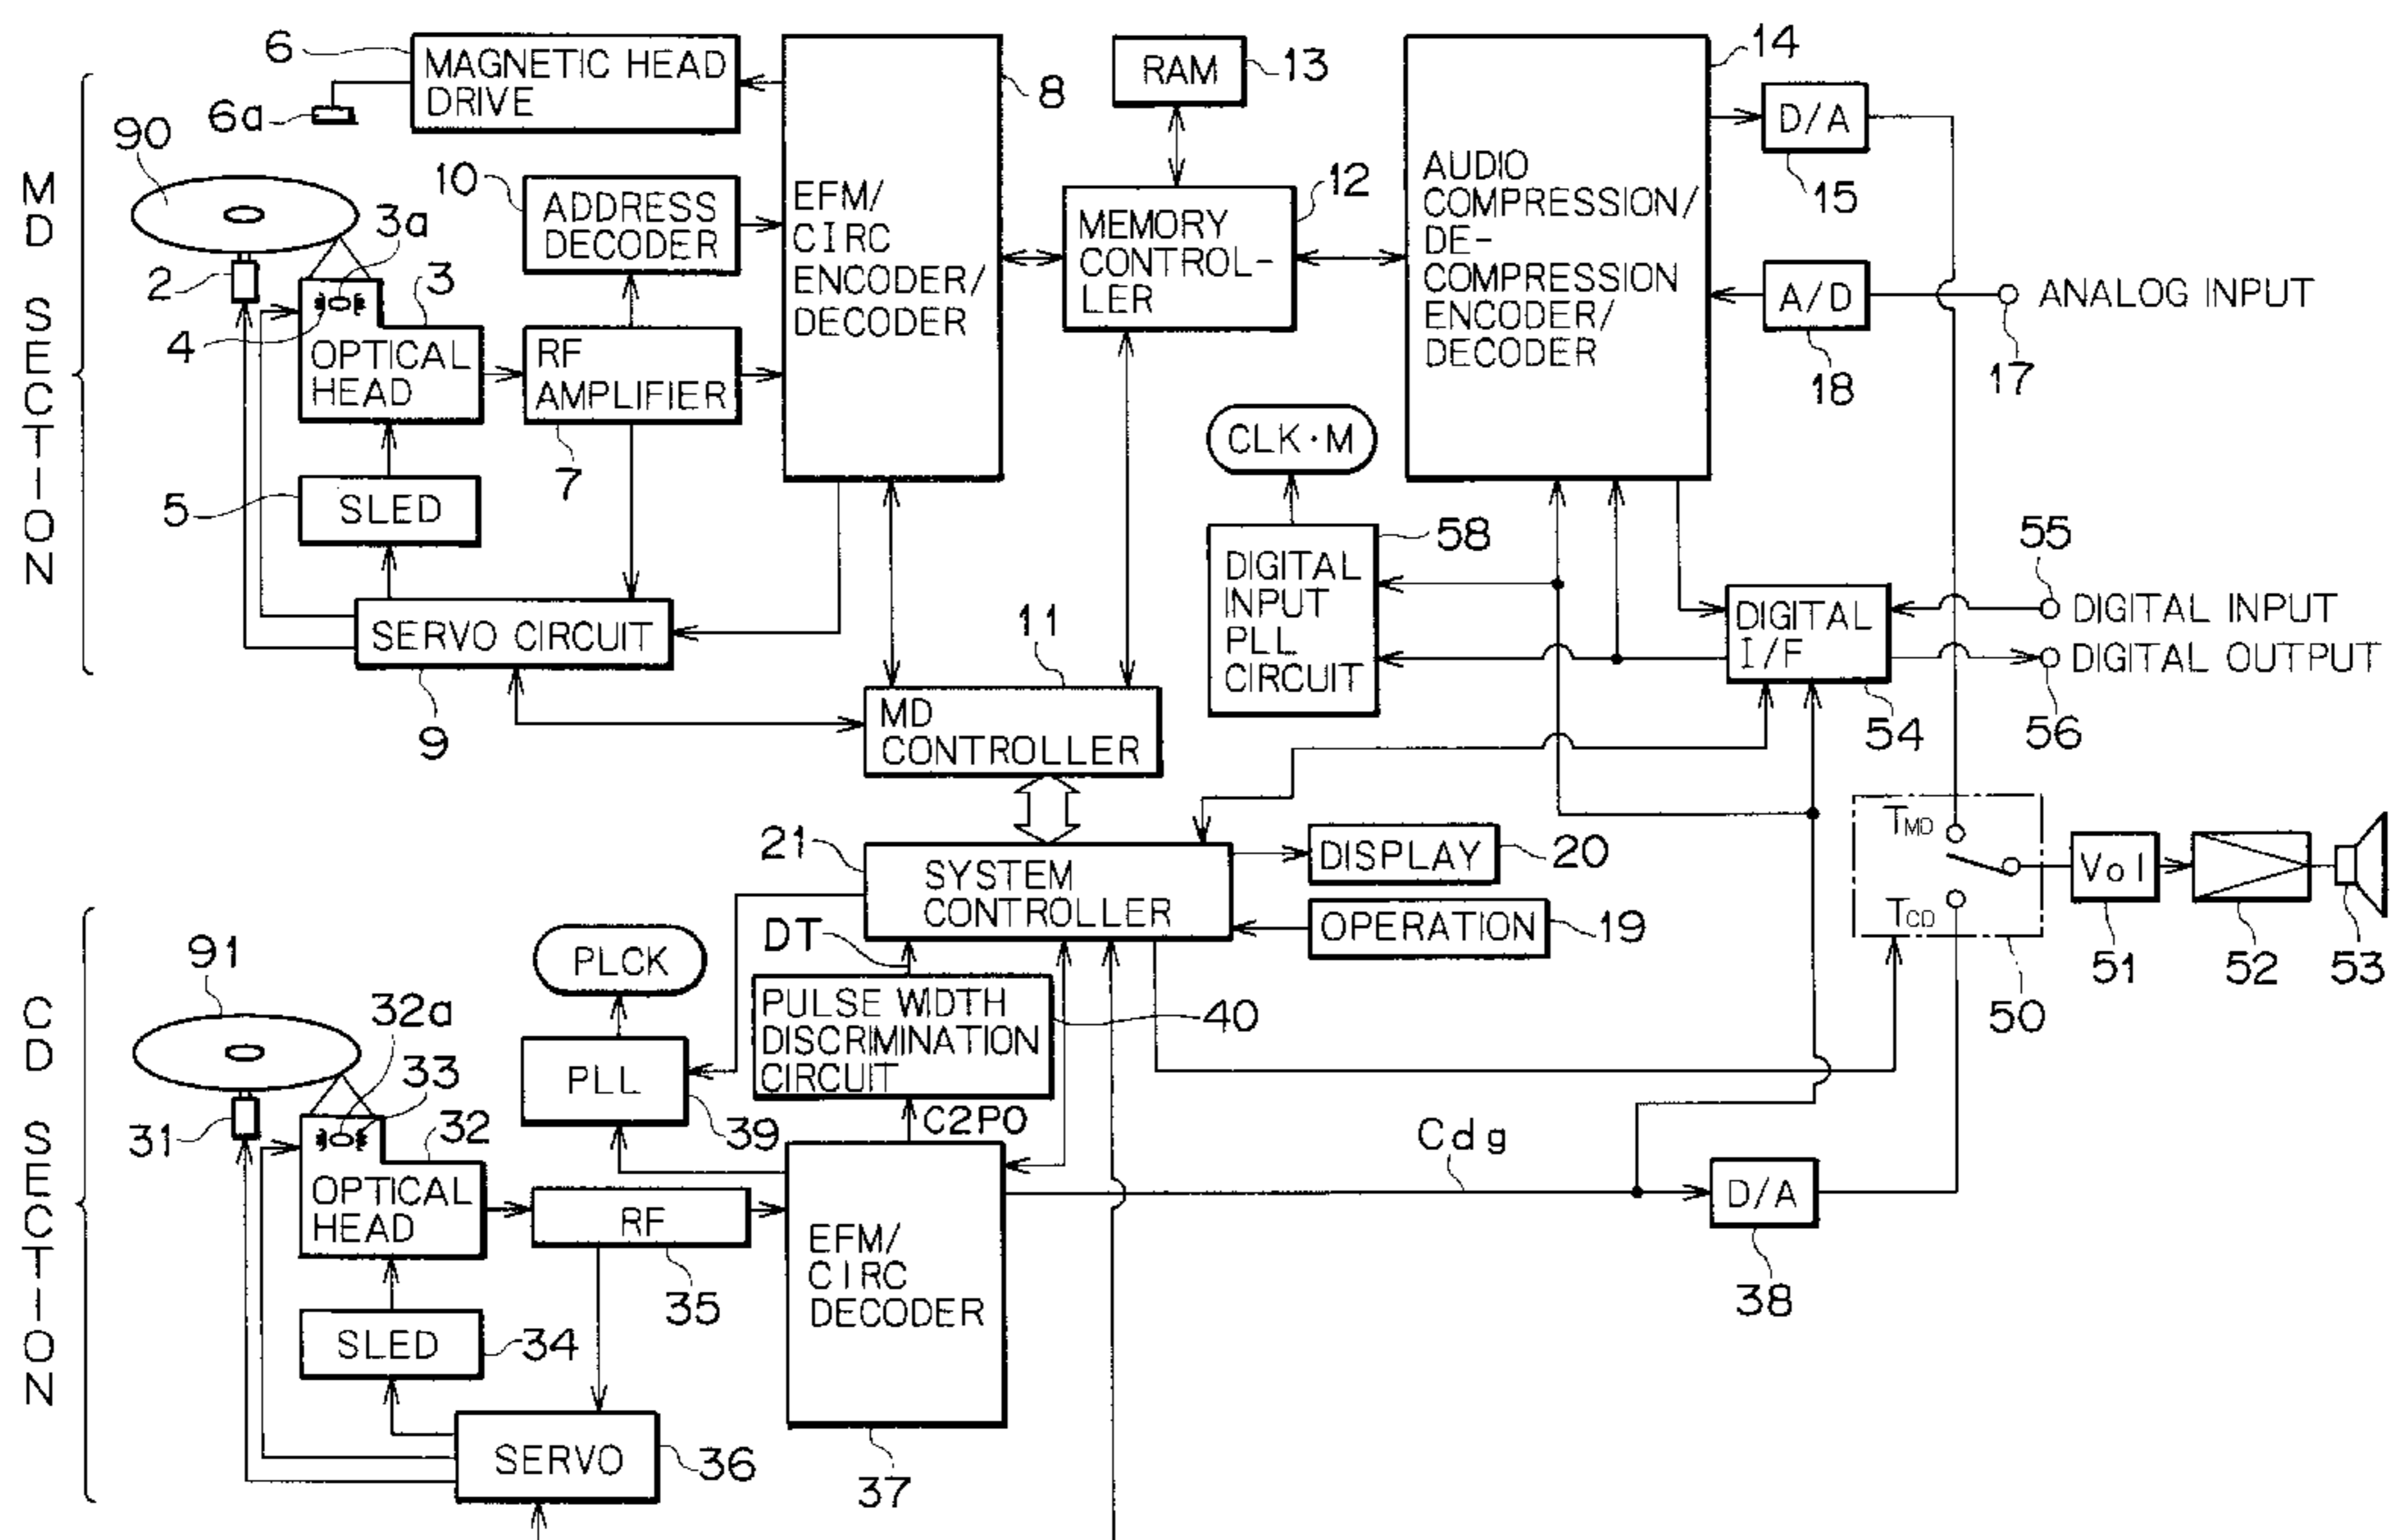 MD SECTION
6
MAGNETIC HEAD
DRIVE
6a
90
10
ADDRESS
DECODER
8
EFM/
CIRC
ENCODER/
DECODER
3a
2
3
4
OPTICAL
HEAD
RF
AMPLIFIER
7
5
SLED
SERVO CIRCUIT
9
RAM
13
12
MEMORY
CONTROL-
LER
14
AUDIO
COMPRESSION/
DE-
COMPRESSION
ENCODER/
DECODER
D/A
15
A/D
18
ANALOG INPUT
17
CLK·M
58
DIGITAL
INPUT
PLL
CIRCUIT
55
DIGITAL INPUT
DIGITAL
I/F
DIGITAL OUTPUT
54
56
11
MD
CONTROLLER
21
SYSTEM
CONTROLLER
DISPLAY
20
OPERATION
19
TMD
TCD
50
Vol
51
52
53
CD SECTION
91
PLCK
DT
PULSE WIDTH
DISCRIMINATION
CIRCUIT
40
32a
33
PLL
39
C2PO
31
32
OPTICAL
HEAD
RF
35
EFM/
CIRC
DECODER
37
Cdg
D/A
38
SLED
34
SERVO
36